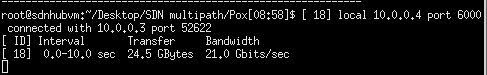 root@sdnhubvm:~/Desktop/SDN multipath/Pox[08:58]$ [ 18] local 10.0.0.4 port 6000
connected with 10.0.0.3 port 52622
[ ID] Interval Transfer Bandwidth
[ 18] 0.0-10.0 sec 24.5 GBytes 21.0 Gbits/sec